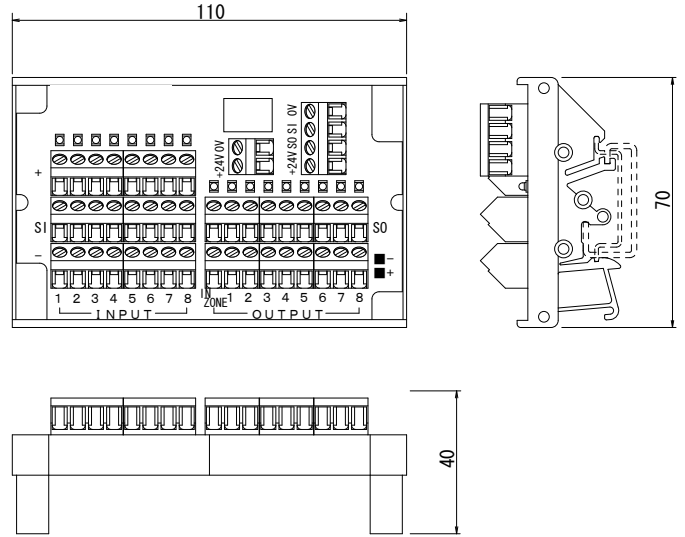 110
+24V SO SI 0V
+24V 0V
+
SI
SO
-
-
+
1 2 3 4 5 6 7 8
IN ZONE 1 2 3 4 5 6 7 8
INPUT
OUTPUT
70
40